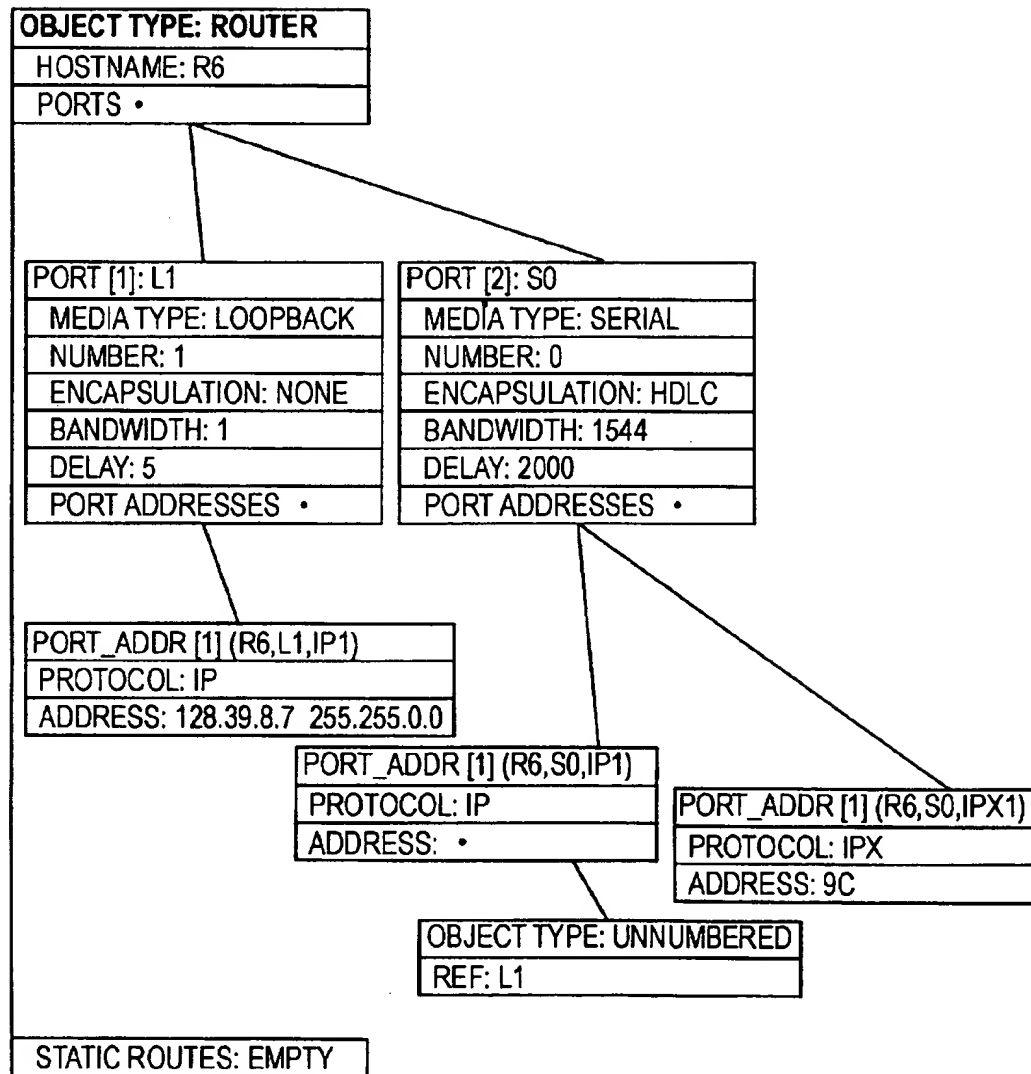 OBJECT TYPE: ROUTER
HOSTNAME: R6
PORTS •
PORT [1]: L1
MEDIA TYPE: LOOPBACK
NUMBER: 1
ENCAPSULATION: NONE
BANDWIDTH: 1
DELAY: 5
PORT ADDRESSES •
PORT [2]: S0
MEDIA TYPE: SERIAL
NUMBER: 0
ENCAPSULATION: HDLC
BANDWIDTH: 1544
DELAY: 2000
PORT ADDRESSES •
PORT_ADDR [1] (R6,L1,IP1)
PROTOCOL: IP
ADDRESS: 128.39.8.7 255.255.0.0
PORT_ADDR [1] (R6,S0,IP1)
PROTOCOL: IP
ADDRESS: •
PORT_ADDR [1] (R6,S0,IPX1)
PROTOCOL: IPX
ADDRESS: 9C
OBJECT TYPE: UNNUMBERED
REF: L1
STATIC ROUTES: EMPTY